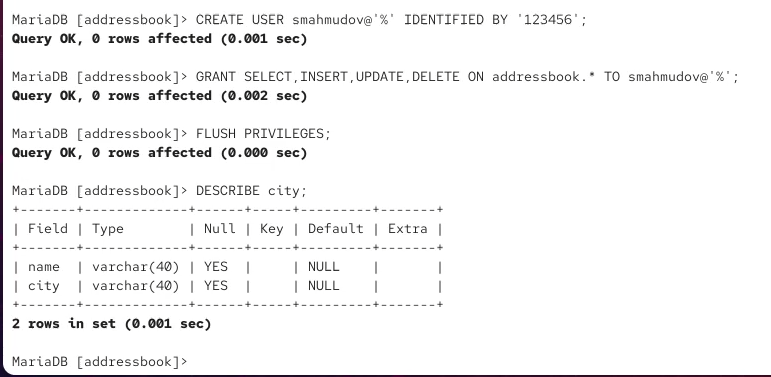 MariaDB [addressbook]> CREATE USER smahmudov@'%' IDENTIFIED BY '123456';
Query OK, 0 rows affected (0.001 sec)
MariaDB [addressbook]> GRANT SELECT,INSERT,UPDATE,DELETE ON addressbook.* TO smahmudov@'%';
Query OK, 0 rows affected (0.002 sec)
MariaDB [addressbook]> FLUSH PRIVILEGES;
Query OK, 0 rows affected (0.000 sec)
MariaDB [addressbook]> DESCRIBE city;
+-------+-------------+------+-----+---------+-------+
| Field | Type        | Null | Key | Default | Extra |
+-------+-------------+------+-----+---------+-------+
| name  | varchar(40) | YES  |     | NULL    |       |
| city  | varchar(40) | YES  |     | NULL    |       |
+-------+-------------+------+-----+---------+-------+
2 rows in set (0.001 sec)
MariaDB [addressbook]>